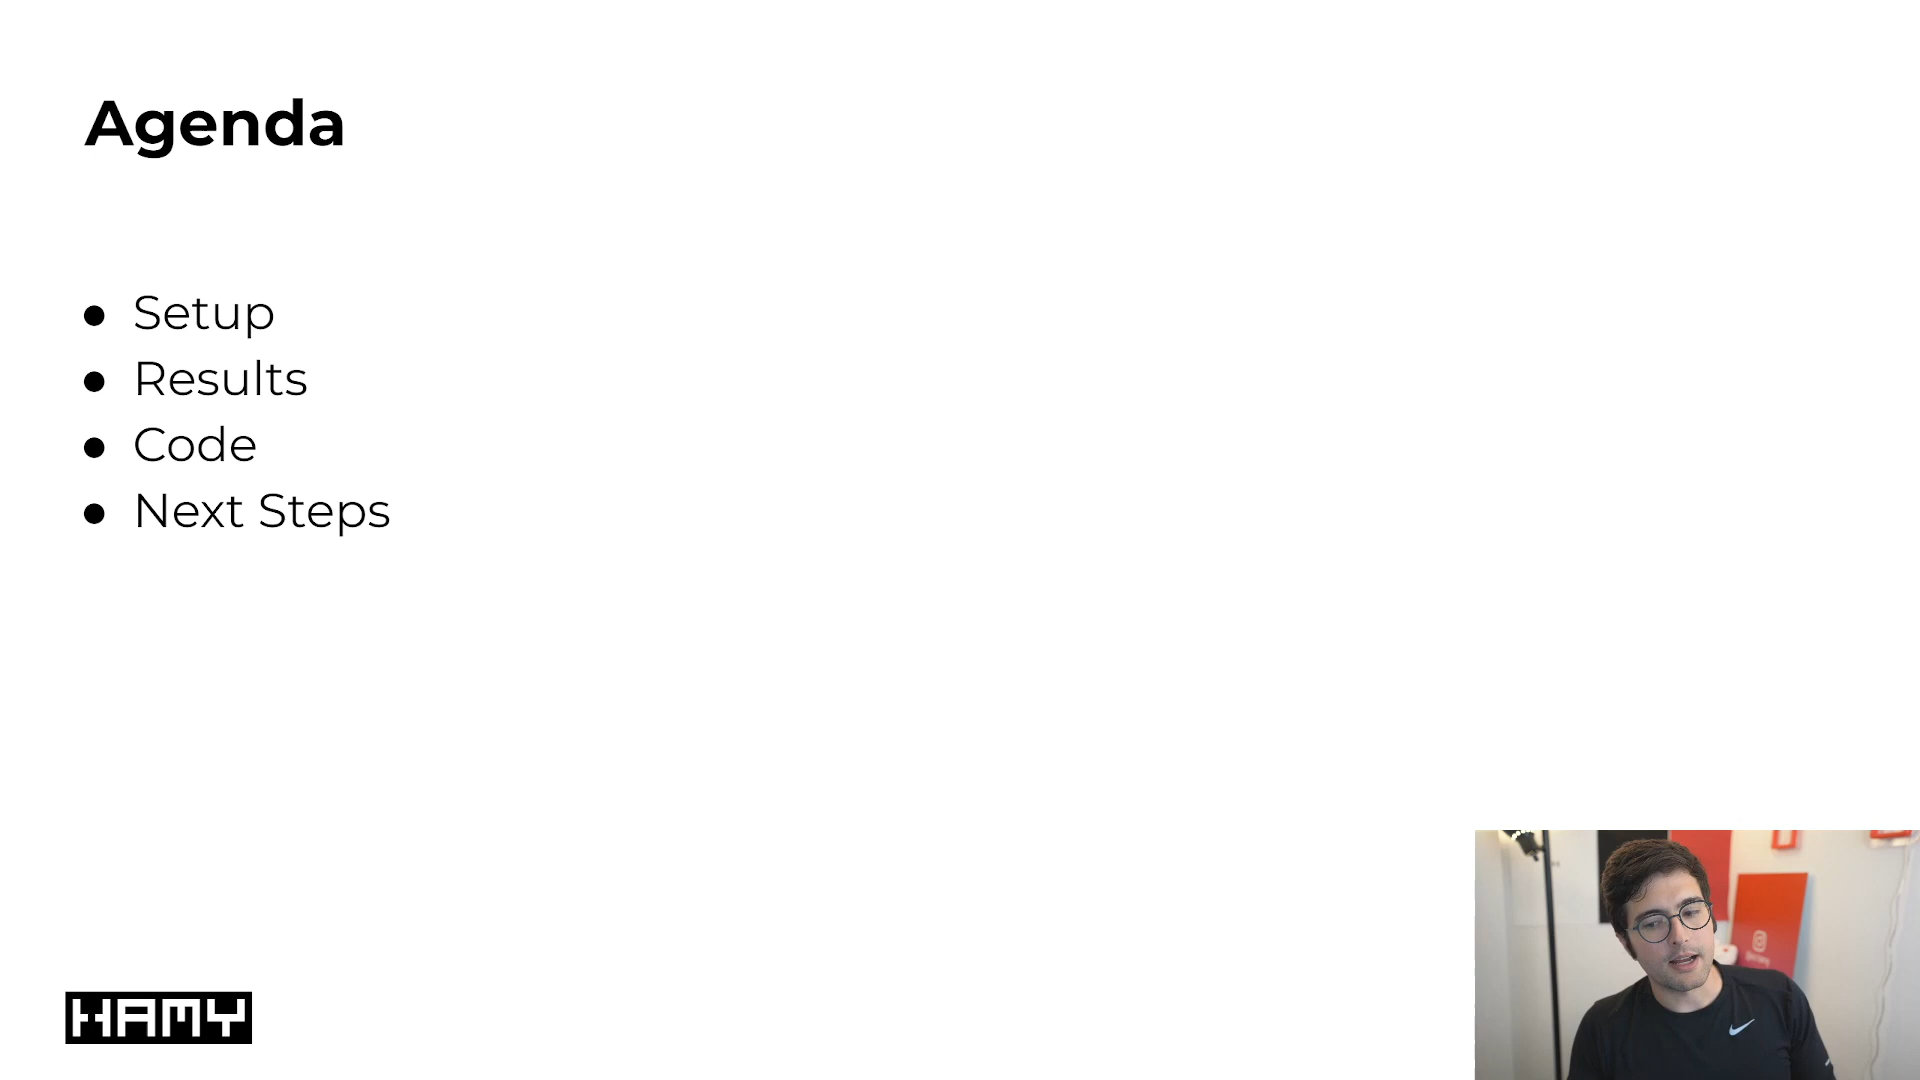 Agenda
● Setup
● Results
● Code
● Next Steps
HAMY